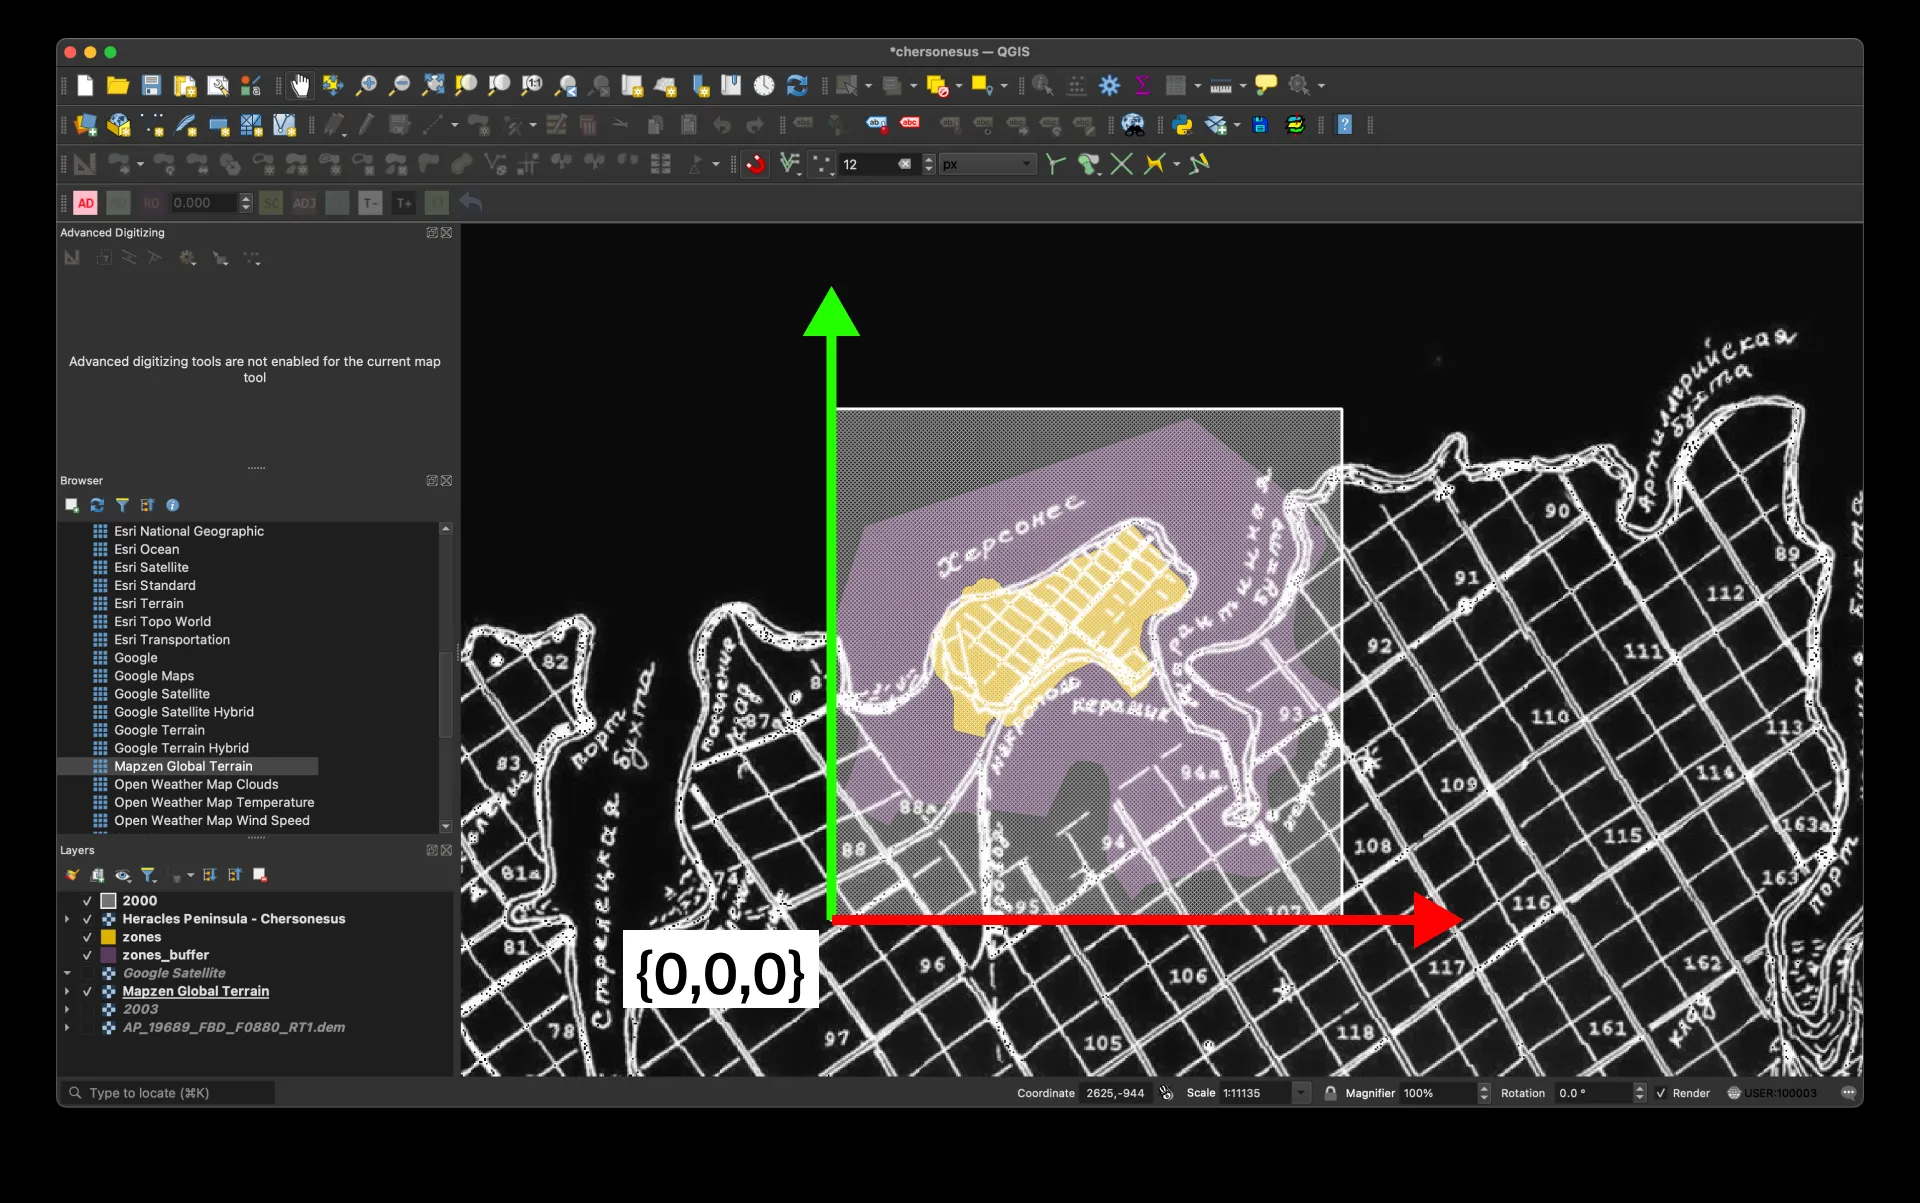 *chersonesus — QGIS
abc
abc
12
px
AD
RO
0.000
SC
ADJ
T-
T+
Advanced Digitizing
Advanced digitizing tools are not enabled for the current map
tool
Browser
Esri National Geographic
Esri Ocean
Esri Satellite
Esri Standard
Esri Terrain
Esri Topo World
Esri Transportation
Google
Google Maps
Google Satellite
Google Satellite Hybrid
Google Terrain
Google Terrain Hybrid
Mapzen Global Terrain
Open Weather Map Clouds
Open Weather Map Temperature
Open Weather Map Wind Speed
Layers
2000
Heracles Peninsula - Chersonesus
zones
zones_buffer
Google Satellite
Mapzen Global Terrain
2003
AP_19689_FBD_F0880_RT1.dem
Артиллерийская
бухта
Херсонес
Карантинная
бухта
некрополь
керамик
Стрелецкая
бухта
90
89
91
112
92
111
82
93
110
113
87а
83
94а
114
109
88а
163а
88
94
108
115
81а
163
95
107
116
81
96
106
117
162
78
97
105
118
161
{0,0,0}
Type to locate (⌘K)
Coordinate 2625,-944
Scale 1:11135
Magnifier 100%
Rotation 0.0 °
Render
USER:100003